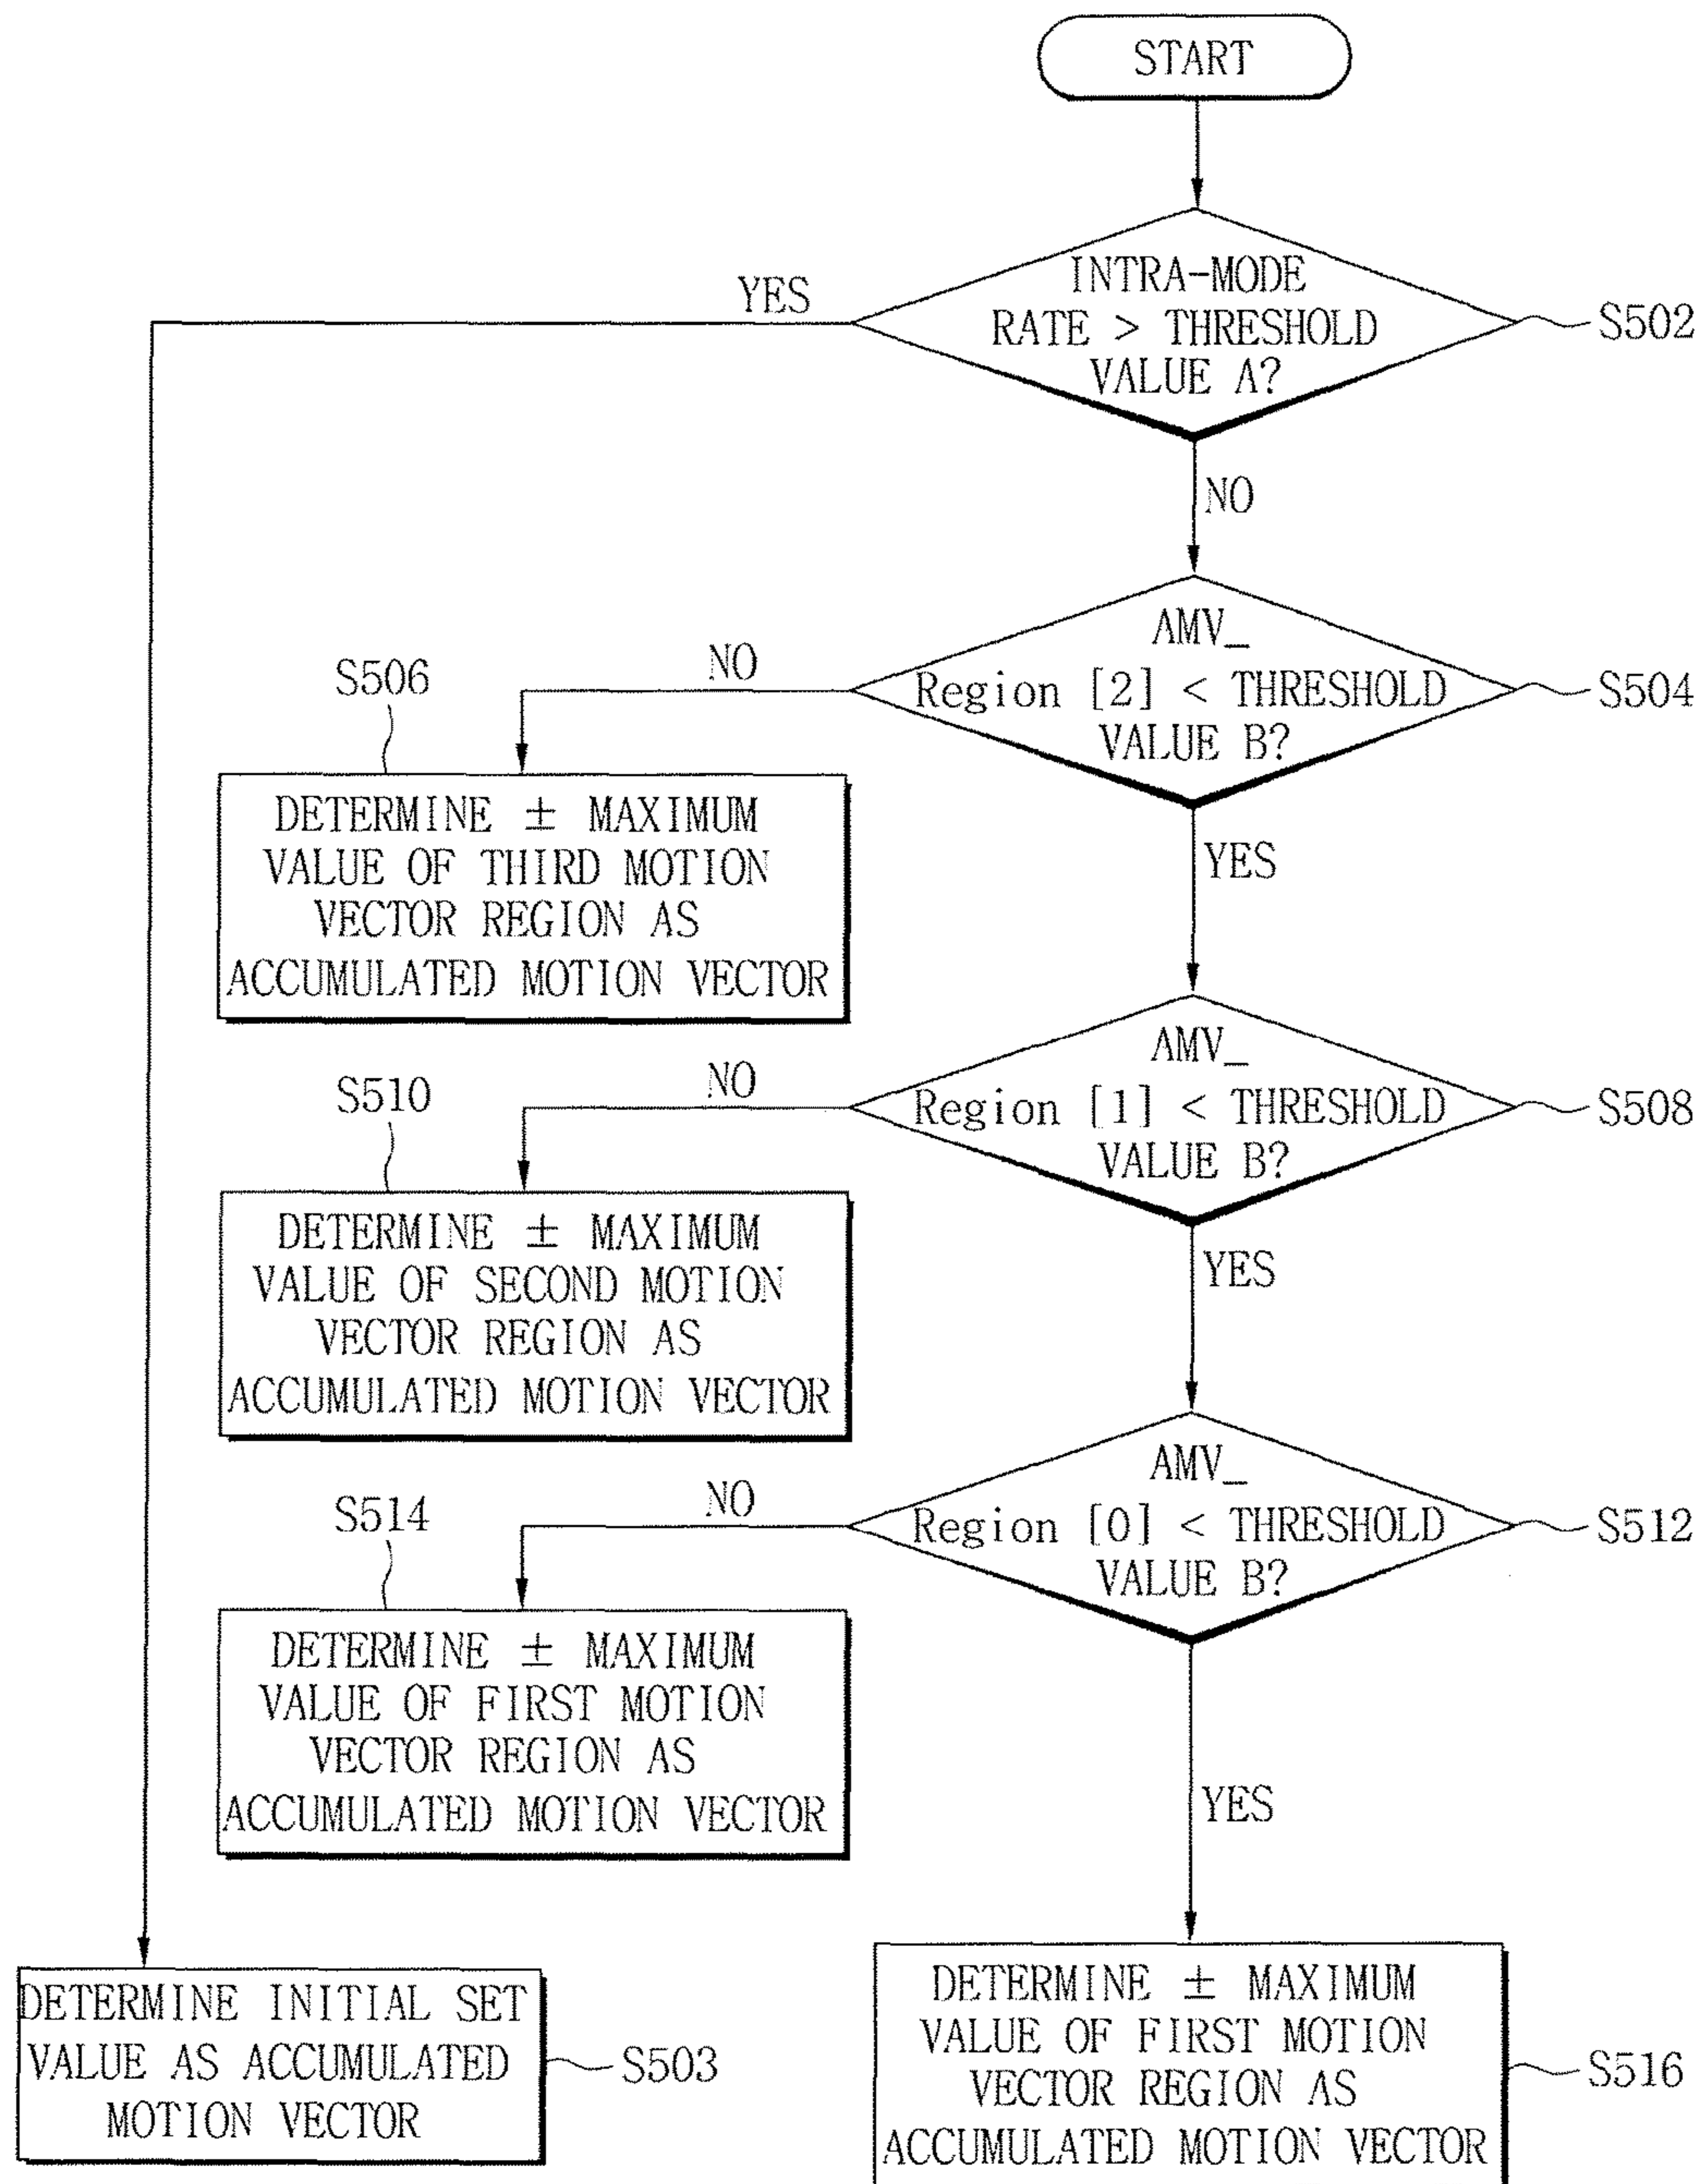 START
INTRA-MODE
RATE > THRESHOLD
VALUE A?
S502
YES
NO
AMV_
Region [2] < THRESHOLD
VALUE B?
S504
NO
S506
DETERMINE ± MAXIMUM
VALUE OF THIRD MOTION
VECTOR REGION AS
ACCUMULATED MOTION VECTOR
YES
AMV_
Region [1] < THRESHOLD
VALUE B?
S508
NO
S510
DETERMINE ± MAXIMUM
VALUE OF SECOND MOTION
VECTOR REGION AS
ACCUMULATED MOTION VECTOR
YES
AMV_
Region [0] < THRESHOLD
VALUE B?
S512
NO
S514
DETERMINE ± MAXIMUM
VALUE OF FIRST MOTION
VECTOR REGION AS
ACCUMULATED MOTION VECTOR
YES
DETERMINE INITIAL SET
VALUE AS ACCUMULATED
MOTION VECTOR
S503
DETERMINE ± MAXIMUM
VALUE OF FIRST MOTION
VECTOR REGION AS
ACCUMULATED MOTION VECTOR
S516